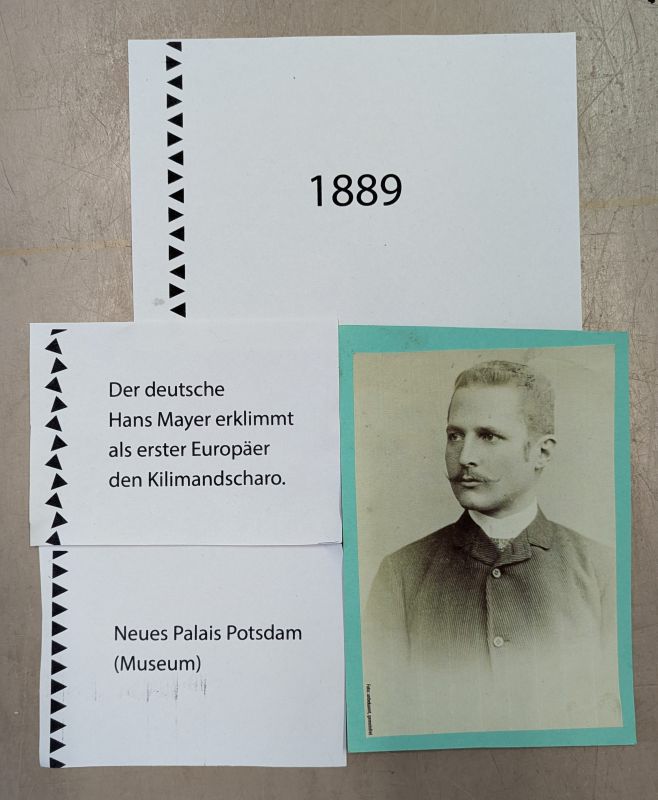 1889
Der deutsche
Hans Mayer erklimmt
als erster Europäer
den Kilimandscharo.
Neues Palais Potsdam
(Museum)